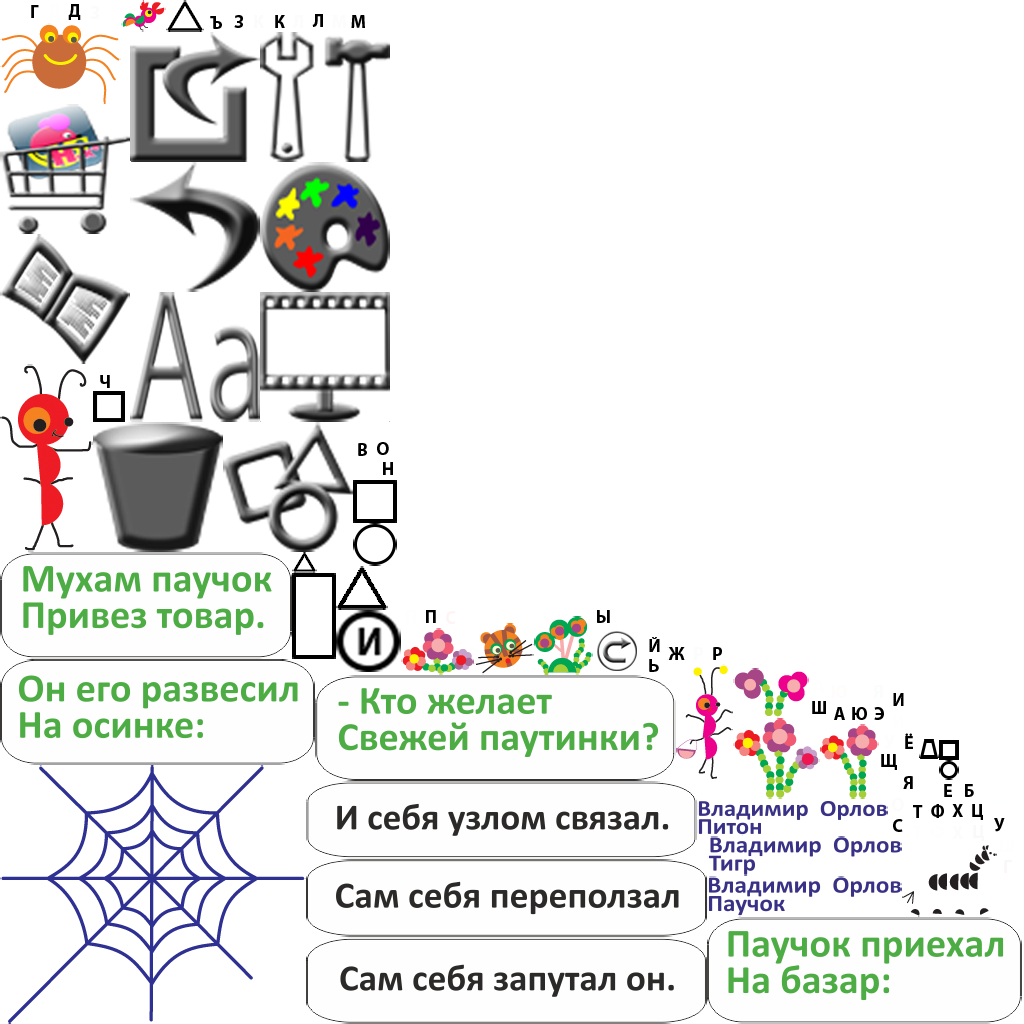 Г Д
Ъ З К Л М
Аа
Ч
В О
Н
Мухам паучок
Привез товар.
И
П С
Ы
Й
Ь Ж Р
Он его развесил
На осинке:
- Кто желает
Свежей паутинки?
Ш А Ю Э И
Ё
Щ
Я
Е Б
Т Ф Х Ц
С
У
И себя узлом связал.
Владимир Орлов
Питон
Владимир Орлов
Тигр
Сам себя переползал
Владимир Орлов
Паучок
Паучок приехал
На базар:
Сам себя запутал он.